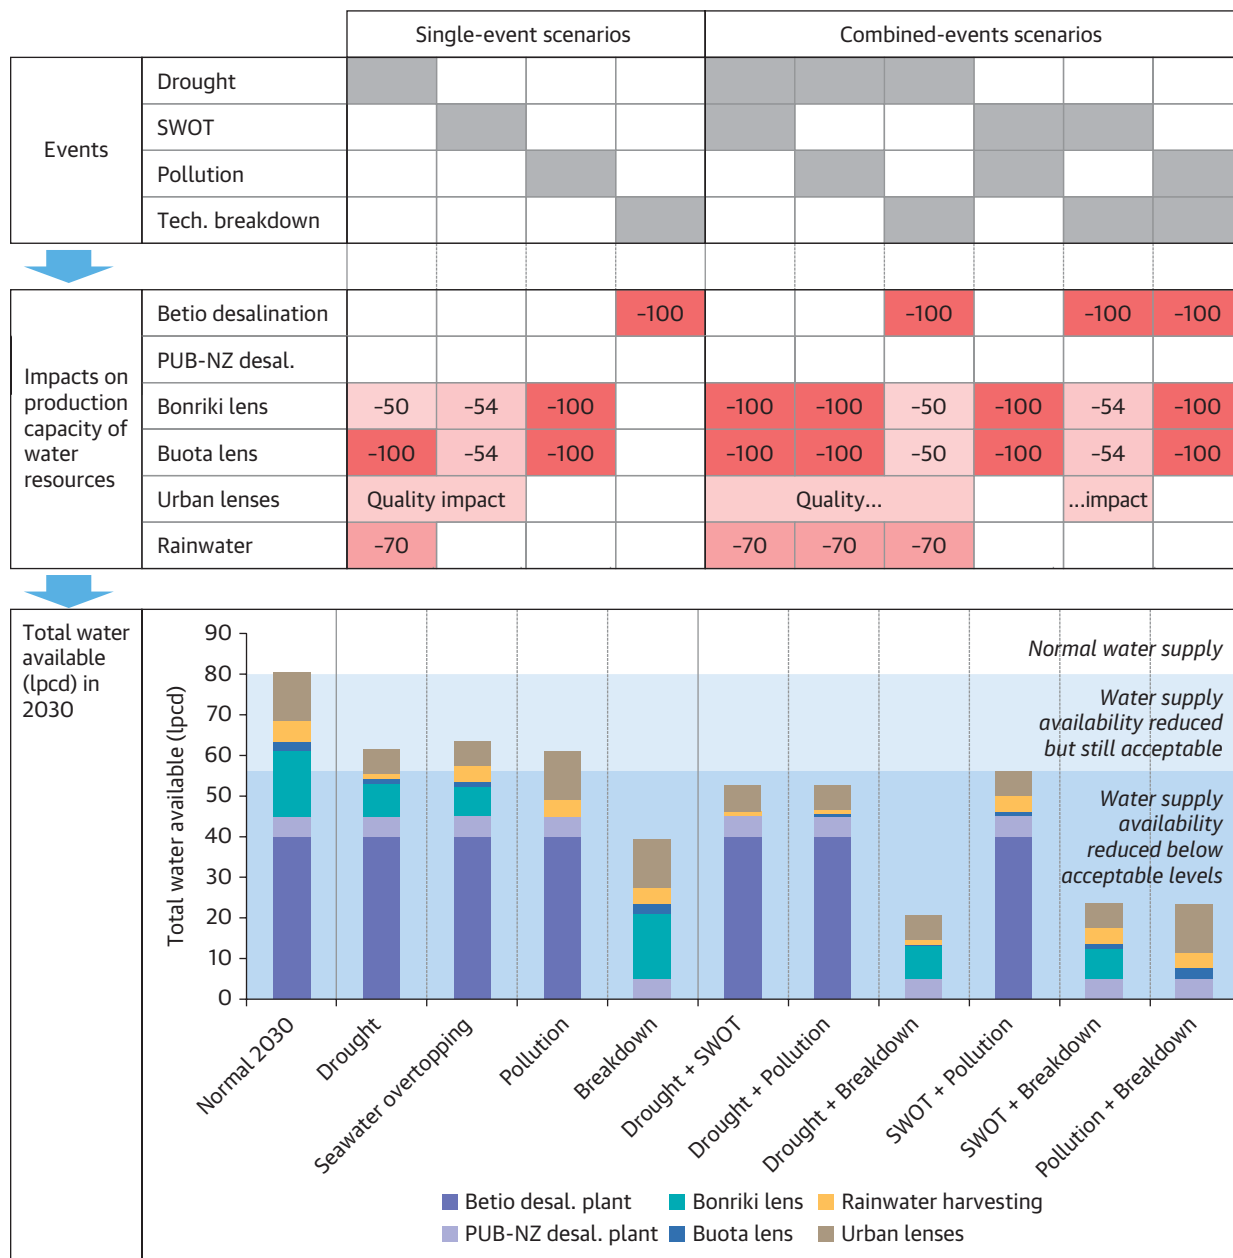 Single-event scenarios
Combined-events scenarios
Events
Drought
SWOT
Pollution
Tech. breakdown
Impacts on
production
capacity of
water
resources
Betio desalination
-100 -100 -100 -100
PUB-NZ desal.
Bonriki lens
-50 -54 -100 -100 -100 -50 -100 -54 -100
Buota lens
-100 -54 -100 -100 -100 -50 -100 -54 -100
Urban lenses
Quality impact Quality... ...impact
Rainwater
-70 -70 -70 -70
Total water
available
(lpcd) in
2030
Total water available (lpcd)
90
80
70
60
50
40
30
20
10
0
Normal water supply
Water supply
availability reduced
but still acceptable
Water supply
availability
reduced below
acceptable levels
Normal 2030
Drought
Seawater overtopping
Pollution
Breakdown
Drought + SWOT
Drought + Pollution
Drought + Breakdown
SWOT + Pollution
SWOT + Breakdown
Pollution + Breakdown
Betio desal. plant
Bonriki lens
Rainwater harvesting
PUB-NZ desal. plant
Buota lens
Urban lenses